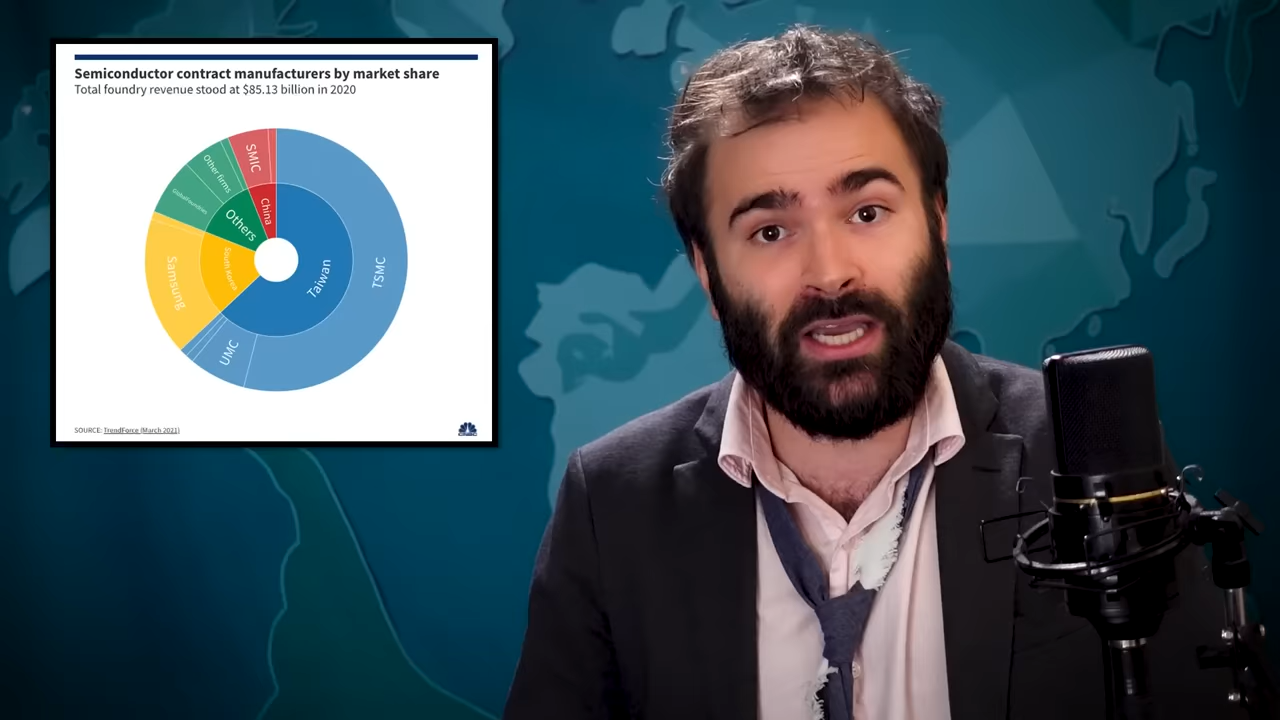 Semiconductor contract manufacturers by market share
Total foundry revenue stood at $85.13 billion in 2020
SMIC
Other firms
GlobalFoundries
China
Others
South Korea
Samsung
Taiwan
TSMC
UMC
SOURCE: TrendForce (March 2021)
CNBC